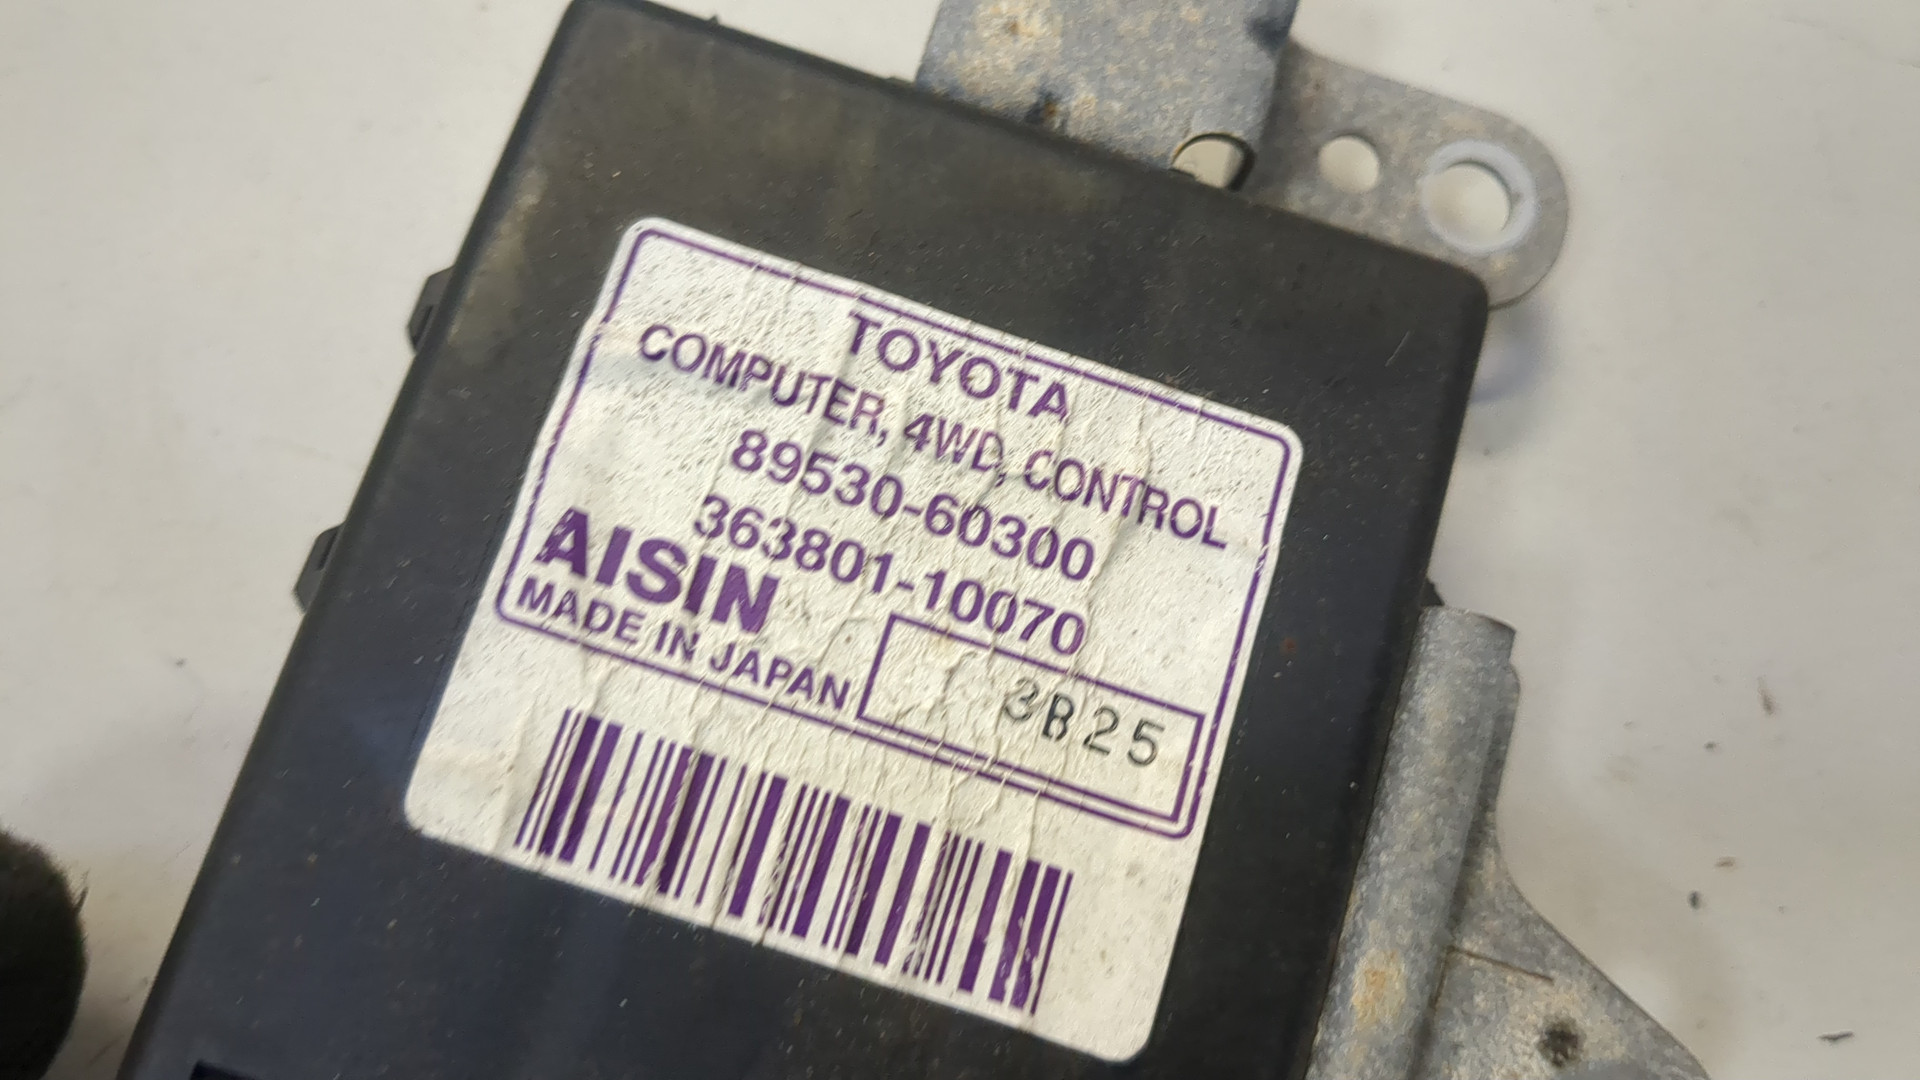 TOYOTA
COMPUTER, 4WD, CONTROL
89530-60300
363801-10070
AISIN
MADE IN JAPAN
3B25